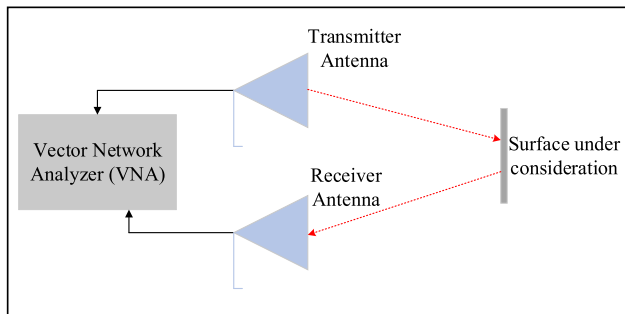 Transmitter
Antenna
Vector Network
Analyzer (VNA)
Surface under
consideration
Receiver
Antenna